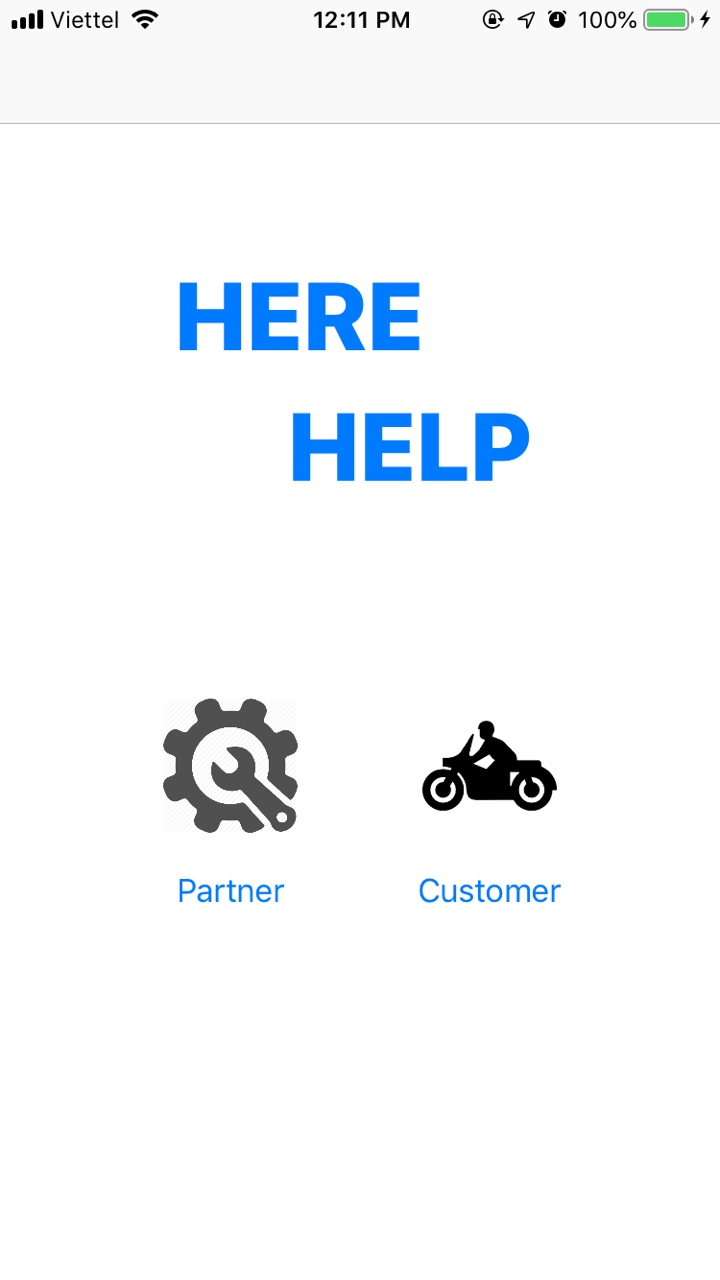 Viettel 12:11 PM 100%
HERE
HELP
Partner Customer